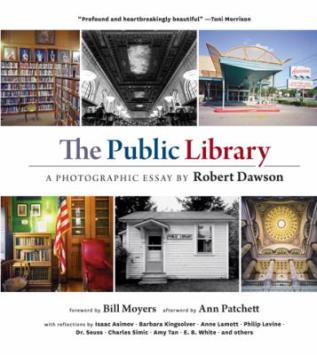 "Profound and heartbreakingly beautiful" —Toni Morrison
The Public Library
A PHOTOGRAPHIC ESSAY BY Robert Dawson
PUBLIC LIBRARY
foreword by Bill Moyers afterword by Ann Patchett
with reflections by Isaac Asimov · Barbara Kingsolver · Anne Lamott · Philip Levine ·
Dr. Seuss · Charles Simic · Amy Tan · E. B. White · and others